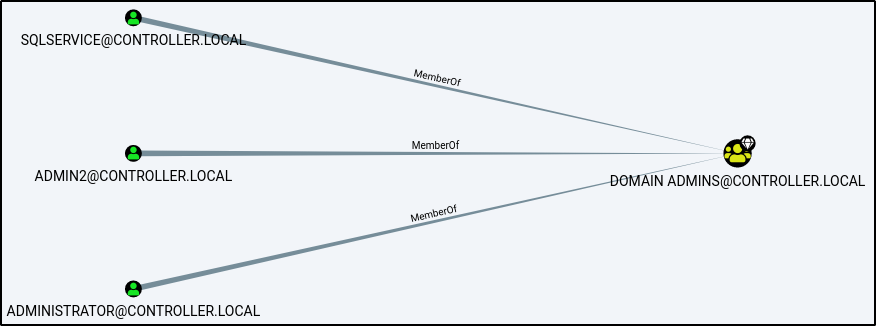 SQLSERVICE@CONTROLLER.LOCAL
MemberOf
ADMIN2@CONTROLLER.LOCAL
MemberOf
DOMAIN ADMINS@CONTROLLER.LOCAL
MemberOf
ADMINISTRATOR@CONTROLLER.LOCAL